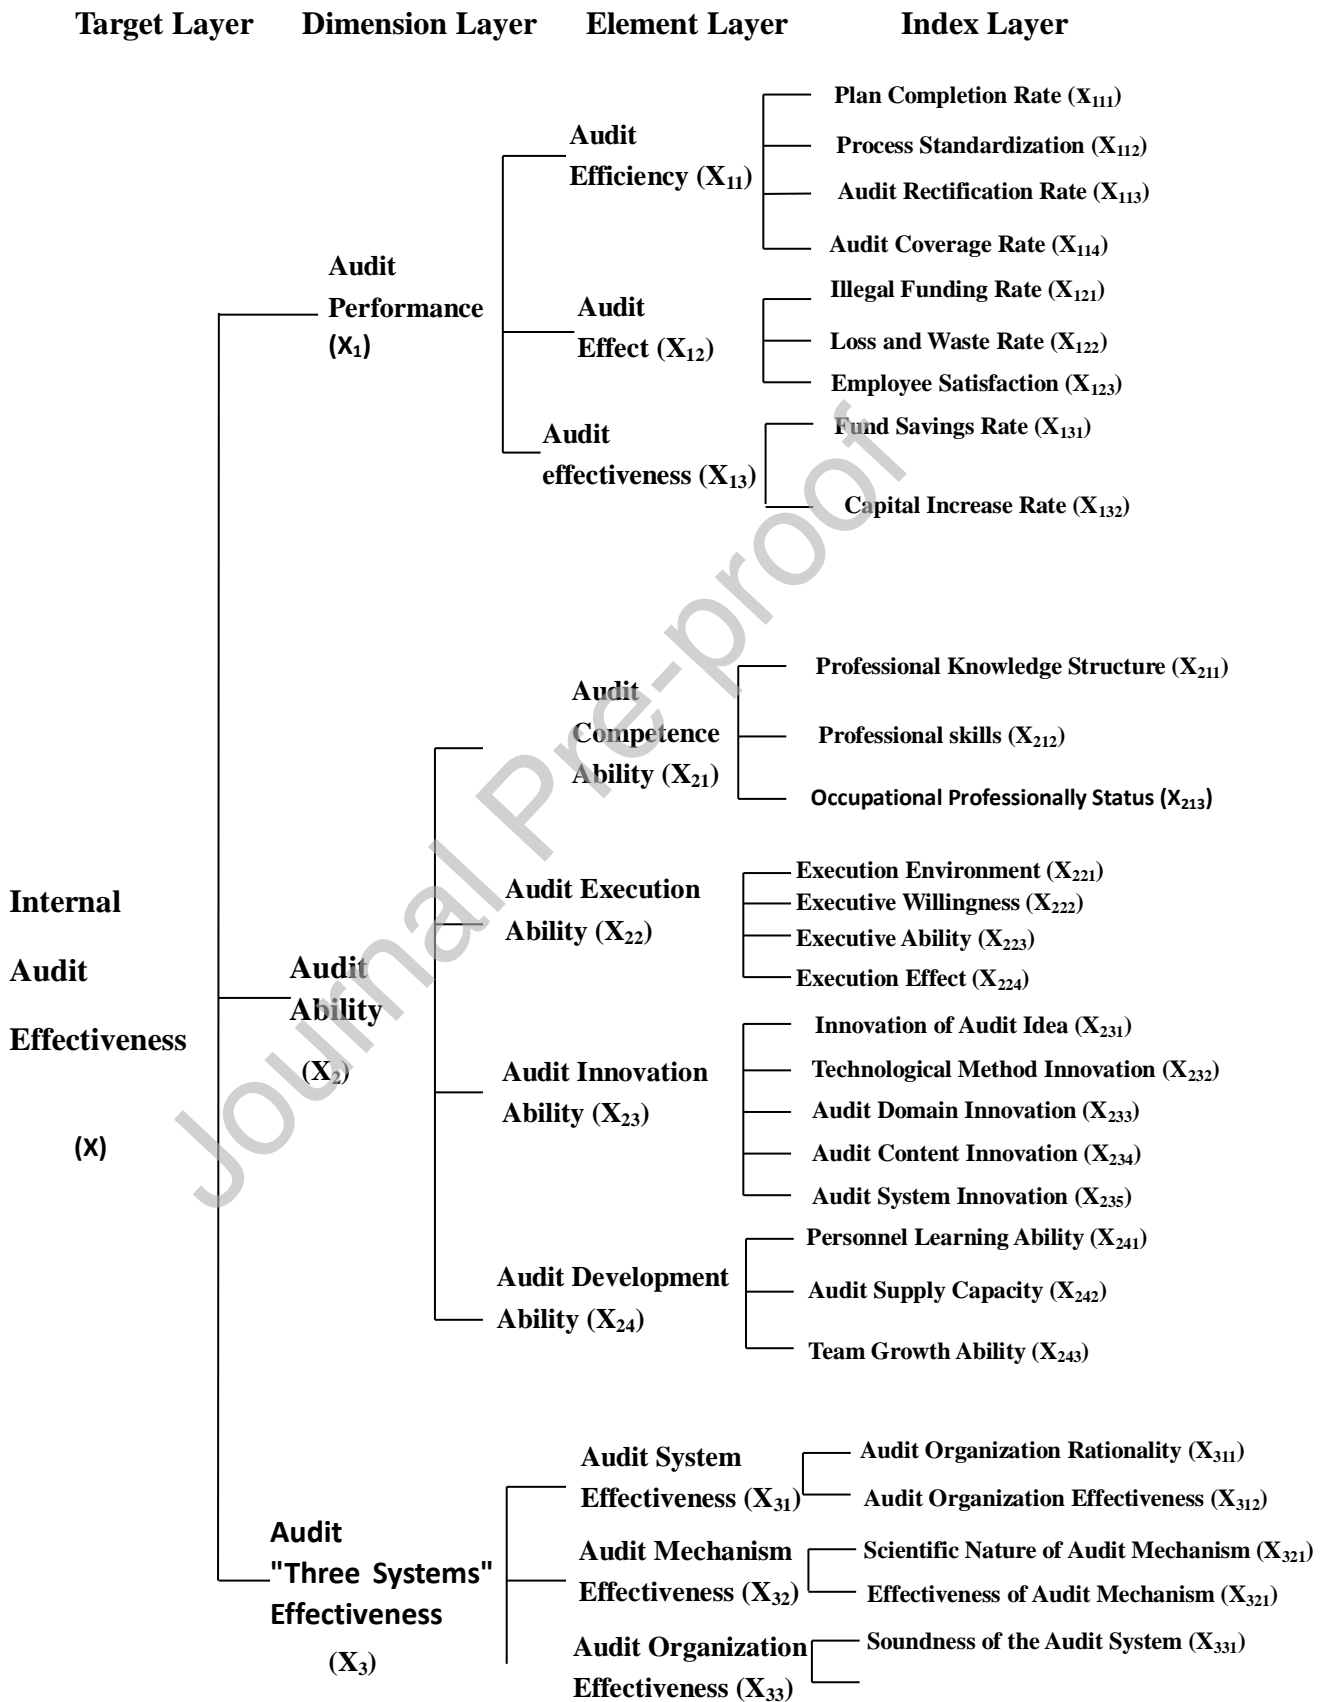 Target Layer Dimension Layer Element Layer Index Layer
Plan Completion Rate (X111)
Audit
Efficiency (X11)
Process Standardization (X112)
Audit Rectification Rate (X113)
Audit Coverage Rate (X114)
Audit
Performance
(X1)
Audit
Effect (X12)
Illegal Funding Rate (X121)
Loss and Waste Rate (X122)
Employee Satisfaction (X123)
Audit
effectiveness (X13)
Fund Savings Rate (X131)
Capital Increase Rate (X132)
Internal
Audit
Effectiveness
(X)
Audit
Ability
(X2)
Audit
Competence
Ability (X21)
Professional Knowledge Structure (X211)
Professional skills (X212)
Occupational Professionally Status (X213)
Audit Execution
Ability (X22)
Execution Environment (X221)
Executive Willingness (X222)
Executive Ability (X223)
Execution Effect (X224)
Audit Innovation
Ability (X23)
Innovation of Audit Idea (X231)
Technological Method Innovation (X232)
Audit Domain Innovation (X233)
Audit Content Innovation (X234)
Audit System Innovation (X235)
Audit Development
Ability (X24)
Personnel Learning Ability (X241)
Audit Supply Capacity (X242)
Team Growth Ability (X243)
Audit
"Three Systems"
Effectiveness
(X3)
Audit System
Effectiveness (X31)
Audit Organization Rationality (X311)
Audit Organization Effectiveness (X312)
Audit Mechanism
Effectiveness (X32)
Scientific Nature of Audit Mechanism (X321)
Effectiveness of Audit Mechanism (X321)
Audit Organization
Effectiveness (X33)
Soundness of the Audit System (X331)
Journal Pre-proof